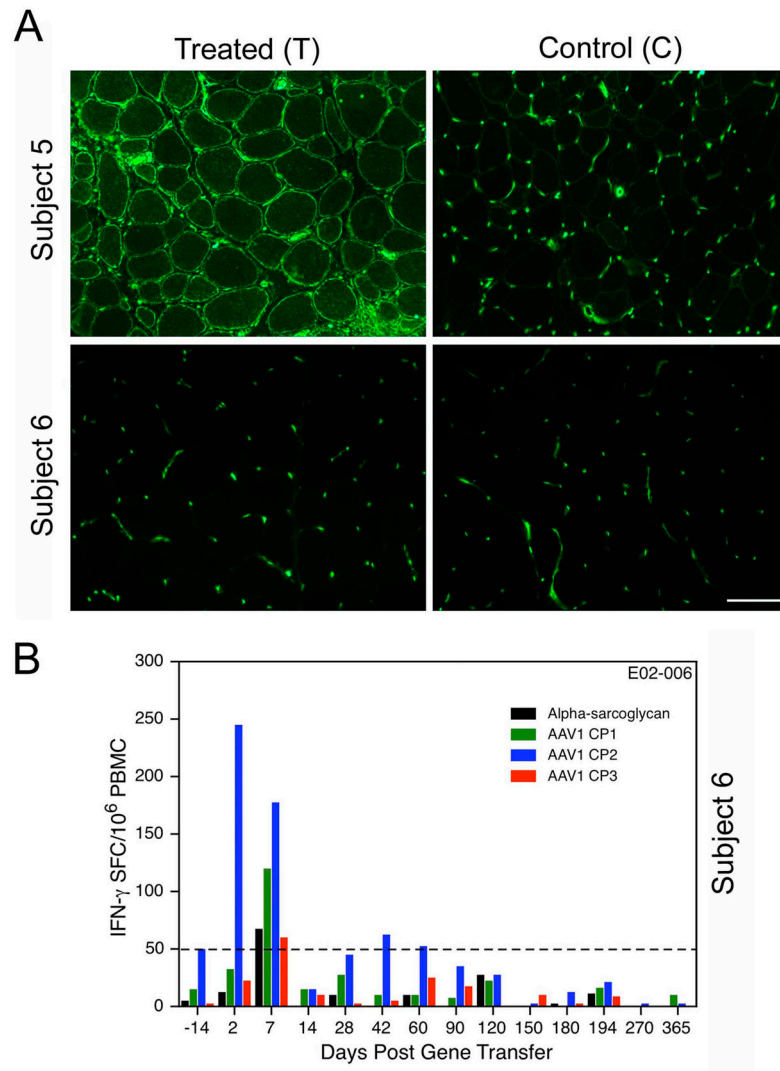 A
Treated (T)
Control (C)
Subject 5
Subject 6
B
300
250
200
150
100
50
0
IFN-γ SFC/10⁶ PBMC
E02-006
Alpha-sarcoglycan
AAV1 CP1
AAV1 CP2
AAV1 CP3
-14 2 7 14 28 42 60 90 120 150 180 194 270 365
Days Post Gene Transfer
Subject 6